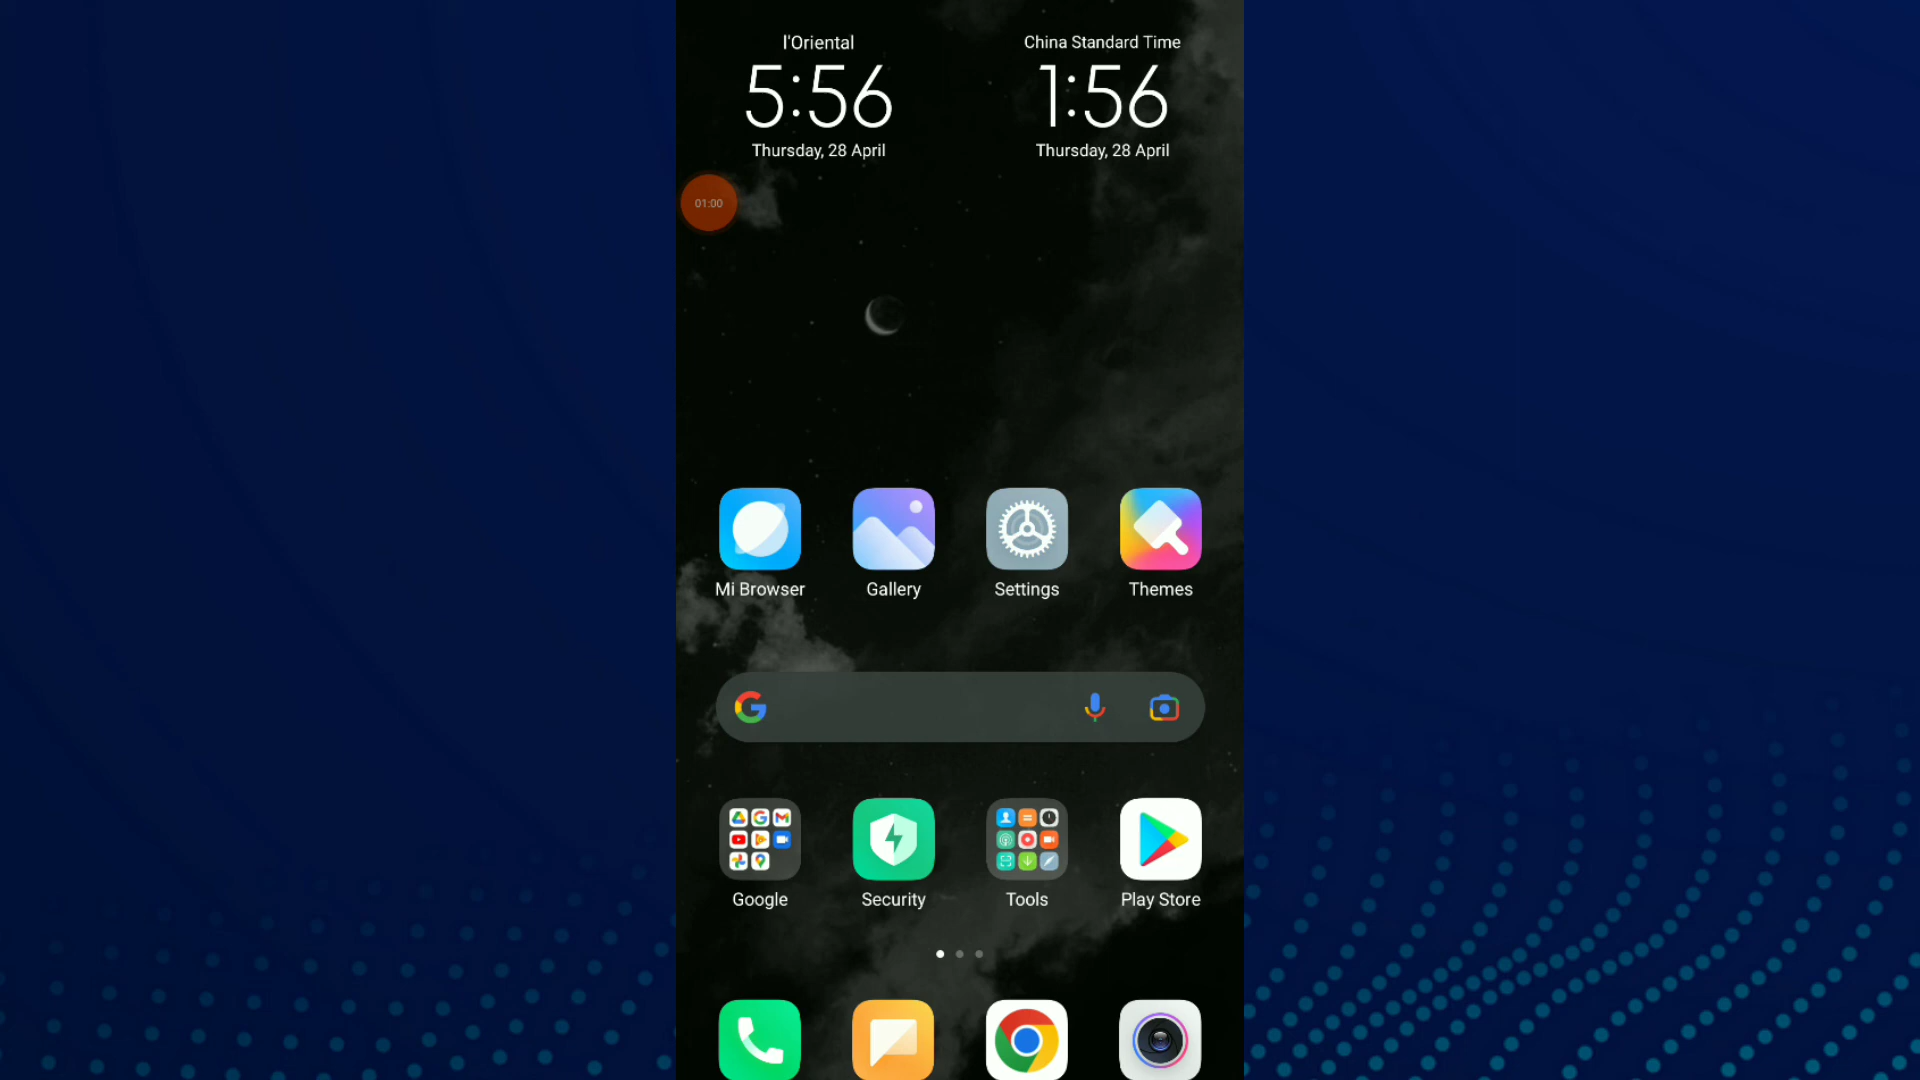 l'Oriental
5:56
Thursday, 28 April
China Standard Time
1:56
Thursday, 28 April
01:00
Mi Browser
Gallery
Settings
Themes
Google
Security
Tools
Play Store